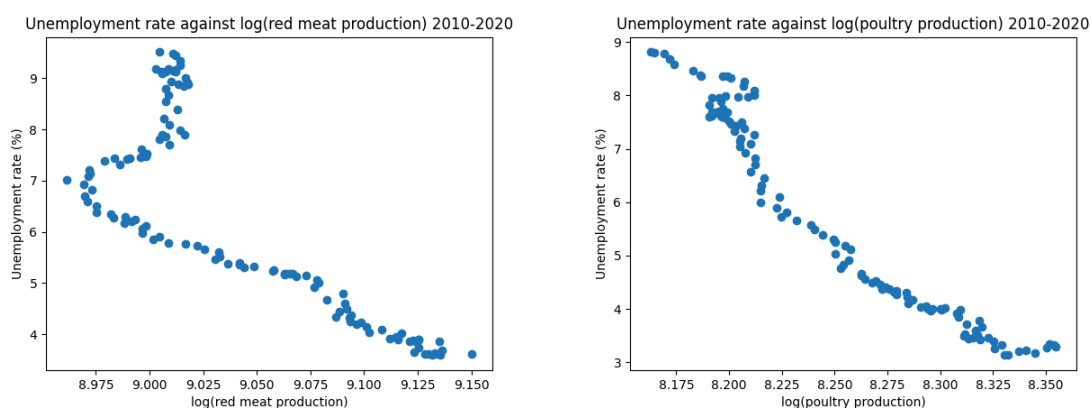 Unemployment rate against log(red meat production) 2010-2020
Unemployment rate (%)
9
8
7
6
5
4
8.975 9.000 9.025 9.050 9.075 9.100 9.125 9.150
log(red meat production)
Unemployment rate against log(poultry production) 2010-2020
Unemployment rate (%)
9
8
7
6
5
4
3
8.175 8.200 8.225 8.250 8.275 8.300 8.325 8.350
log(poultry production)